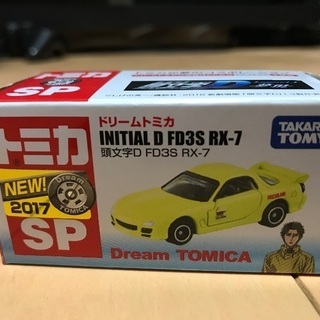 トミカ
SP
ドリームトミカ
INITIAL D FD3S RX-7
頭文字D FD3S RX-7
TAKARA
TOMY
NEW!
2017
Dream
TOMICA
SP
Dream TOMICA